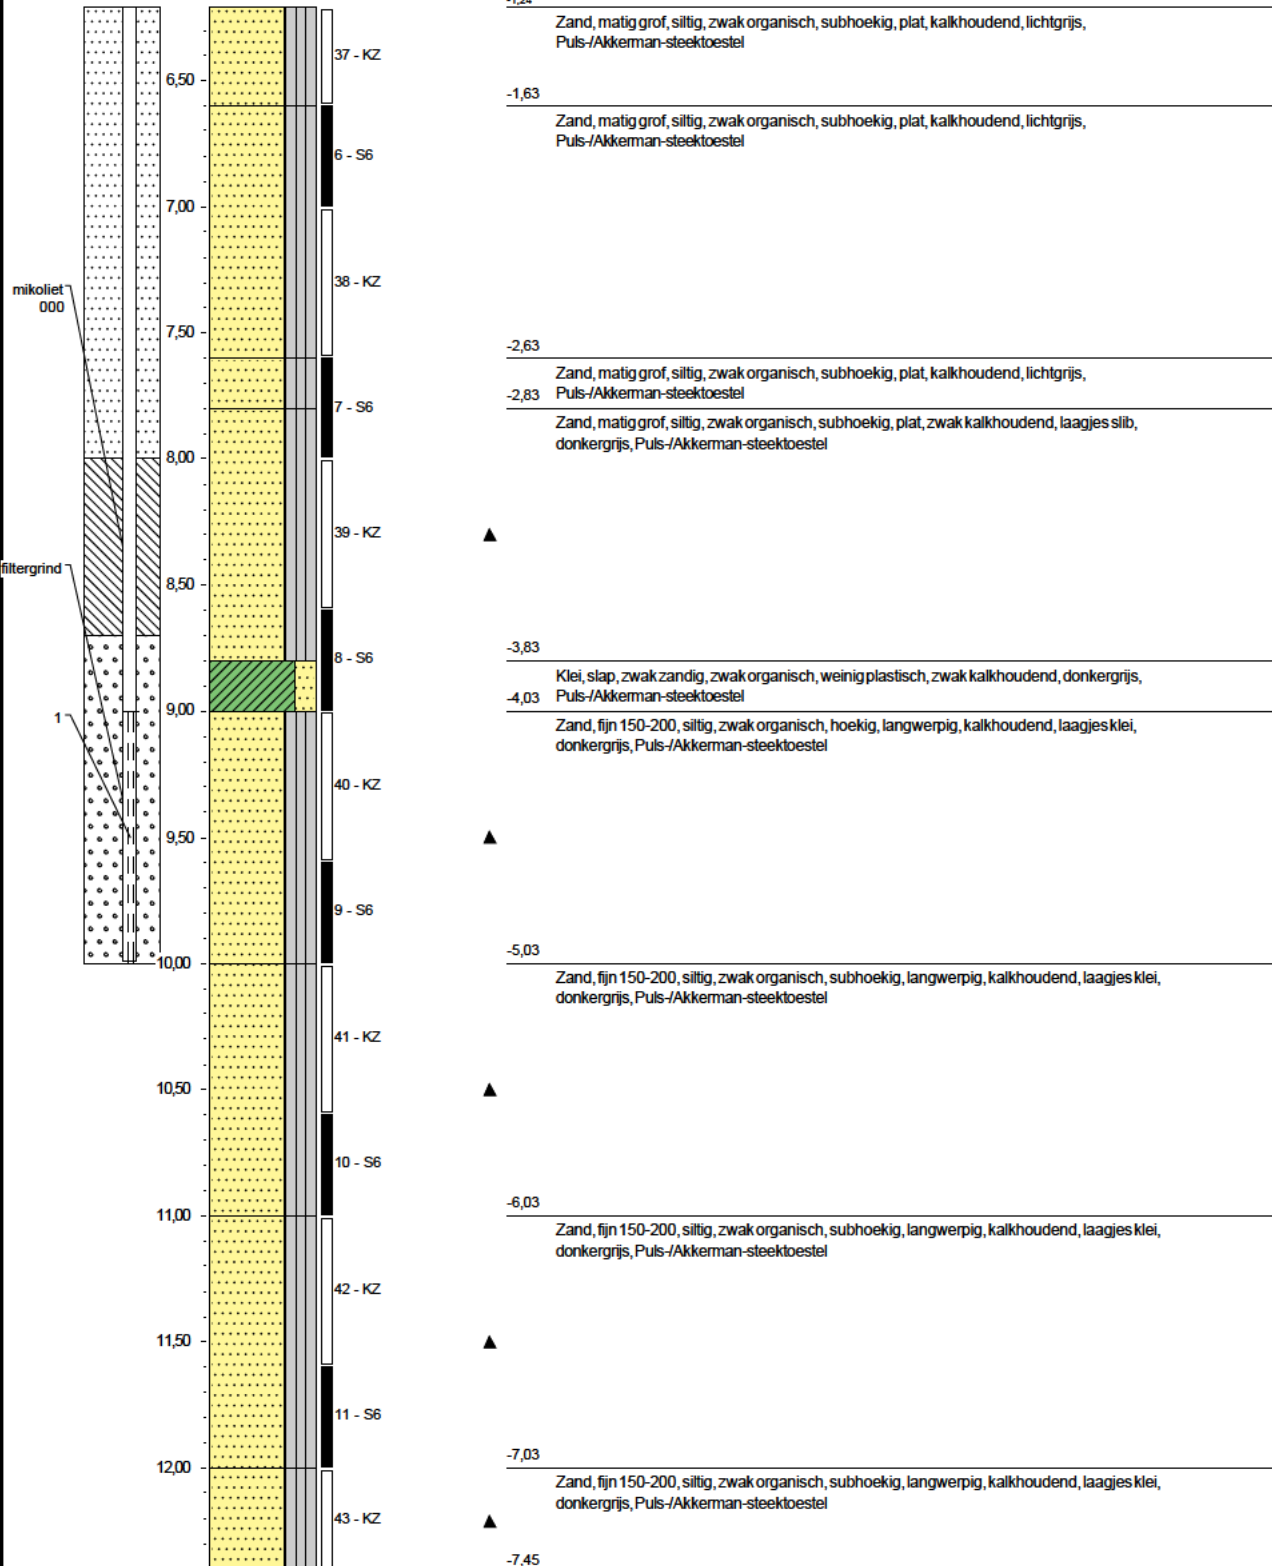 -1,24
Zand, matig grof, siltig, zwak organisch, subhoekig, plat, kalkhoudend, lichtgrijs,
Puls-/Akkerman-steektoestel
37 - KZ
6,50
-1,63
Zand, matig grof, siltig, zwak organisch, subhoekig, plat, kalkhoudend, lichtgrijs,
Puls-/Akkerman-steektoestel
6 - S6
7,00
38 - KZ
mikoliet
000
7,50
-2,63
Zand, matig grof, siltig, zwak organisch, subhoekig, plat, kalkhoudend, lichtgrijs,
Puls-/Akkerman-steektoestel
-2,83
7 - S6
Zand, matig grof, siltig, zwak organisch, subhoekig, plat, zwak kalkhoudend, laagjes slib,
donkergrijs, Puls-/Akkerman-steektoestel
8,00
39 - KZ
filtergrind
8,50
-3,83
8 - S6
Klei, slap, zwak zandig, zwak organisch, weinig plastisch, zwak kalkhoudend, donkergrijs,
Puls-/Akkerman-steektoestel
-4,03
9,00
1
Zand, fijn 150-200, siltig, zwak organisch, hoekig, langwerpig, kalkhoudend, laagjes klei,
donkergrijs, Puls-/Akkerman-steektoestel
40 - KZ
9,50
9 - S6
-5,03
10,00
Zand, fijn 150-200, siltig, zwak organisch, subhoekig, langwerpig, kalkhoudend, laagjes klei,
donkergrijs, Puls-/Akkerman-steektoestel
41 - KZ
10,50
10 - S6
-6,03
11,00
Zand, fijn 150-200, siltig, zwak organisch, subhoekig, langwerpig, kalkhoudend, laagjes klei,
donkergrijs, Puls-/Akkerman-steektoestel
42 - KZ
11,50
11 - S6
-7,03
12,00
Zand, fijn 150-200, siltig, zwak organisch, subhoekig, langwerpig, kalkhoudend, laagjes klei,
donkergrijs, Puls-/Akkerman-steektoestel
43 - KZ
-7,45